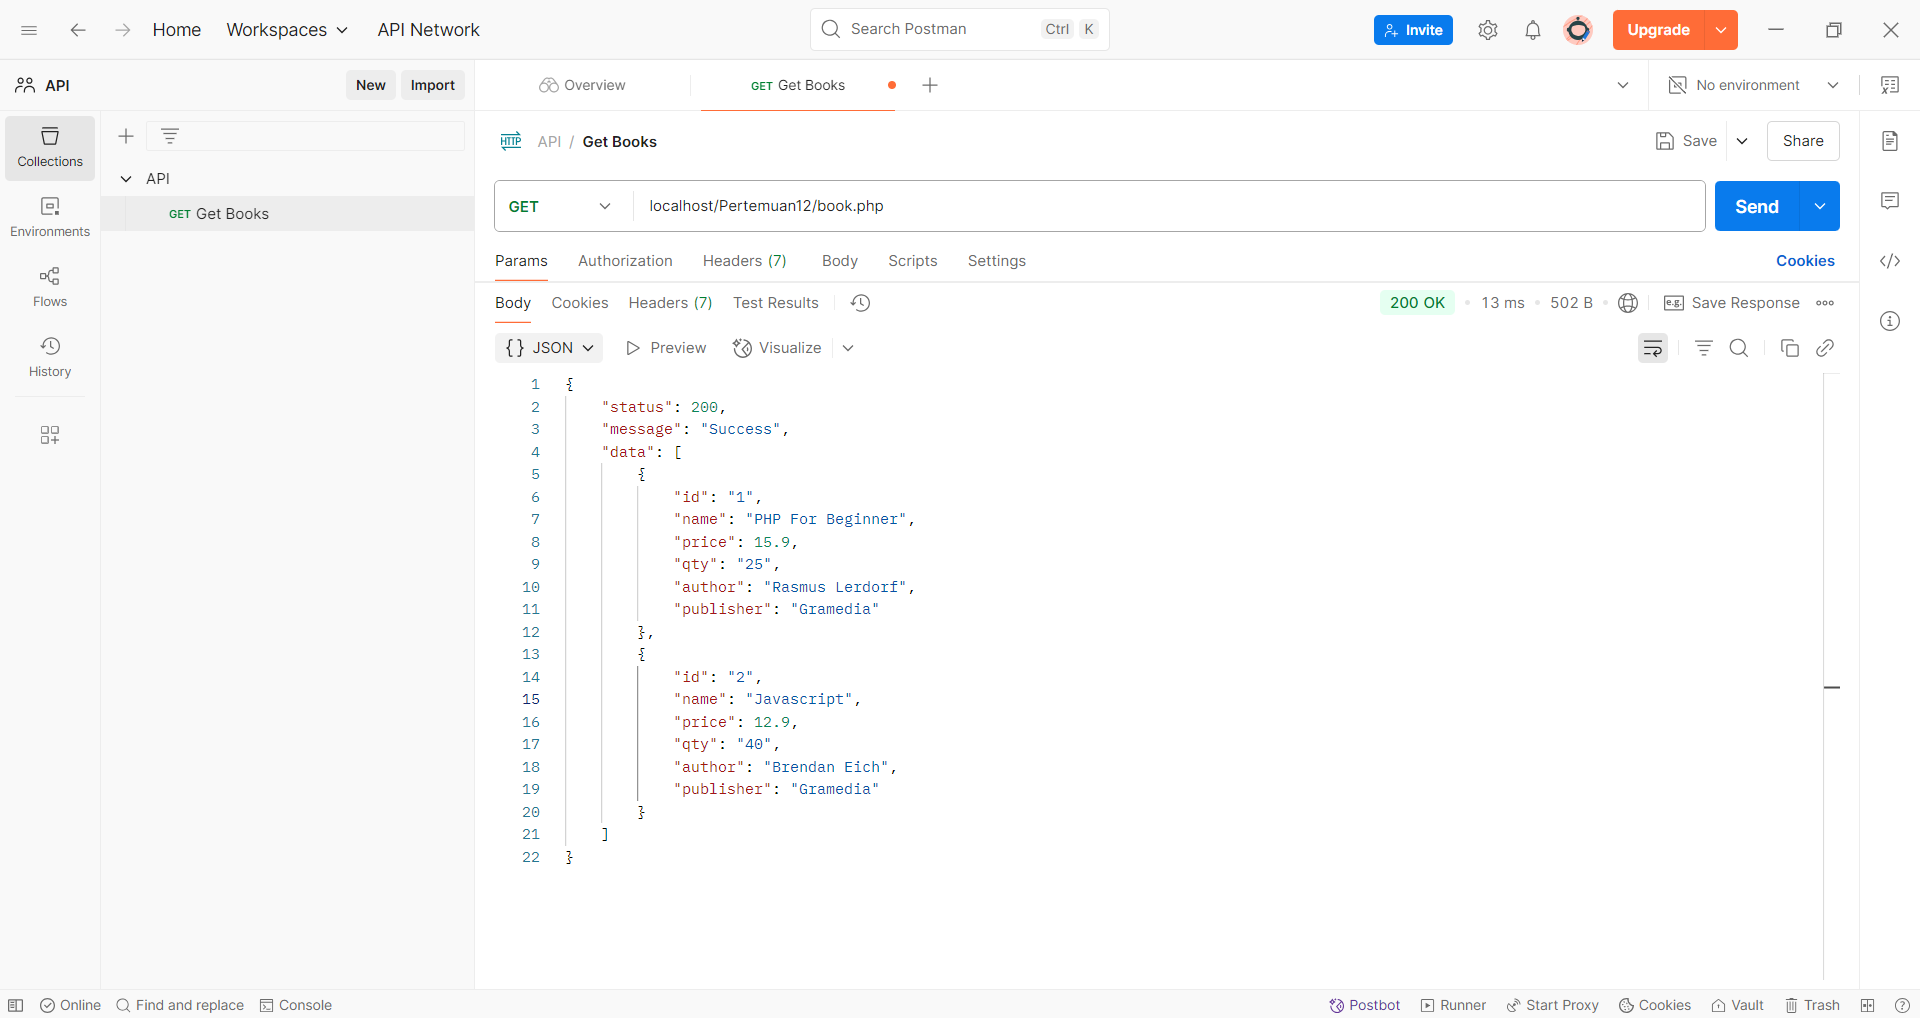 Home
Workspaces
API Network
Search Postman
Ctrl K
Invite
Upgrade
API
New
Import
Overview
GET Get Books
No environment
Collections
Environments
Flows
History
API
GET Get Books
HTTP API / Get Books
Save
Share
GET
localhost/Pertemuan12/book.php
Send
Params
Authorization
Headers (7)
Body
Scripts
Settings
Cookies
Body
Cookies
Headers (7)
Test Results
200 OK • 13 ms • 502 B
e.g. Save Response
{} JSON
Preview
Visualize
1 {
2 "status": 200,
3 "message": "Success",
4 "data": [
5 {
6 "id": "1",
7 "name": "PHP For Beginner",
8 "price": 15.9,
9 "qty": "25",
10 "author": "Rasmus Lerdorf",
11 "publisher": "Gramedia"
12 },
13 {
14 "id": "2",
15 "name": "Javascript",
16 "price": 12.9,
17 "qty": "40",
18 "author": "Brendan Eich",
19 "publisher": "Gramedia"
20 }
21 ]
22 }
Online
Find and replace
Console
Postbot
Runner
Start Proxy
Cookies
Vault
Trash